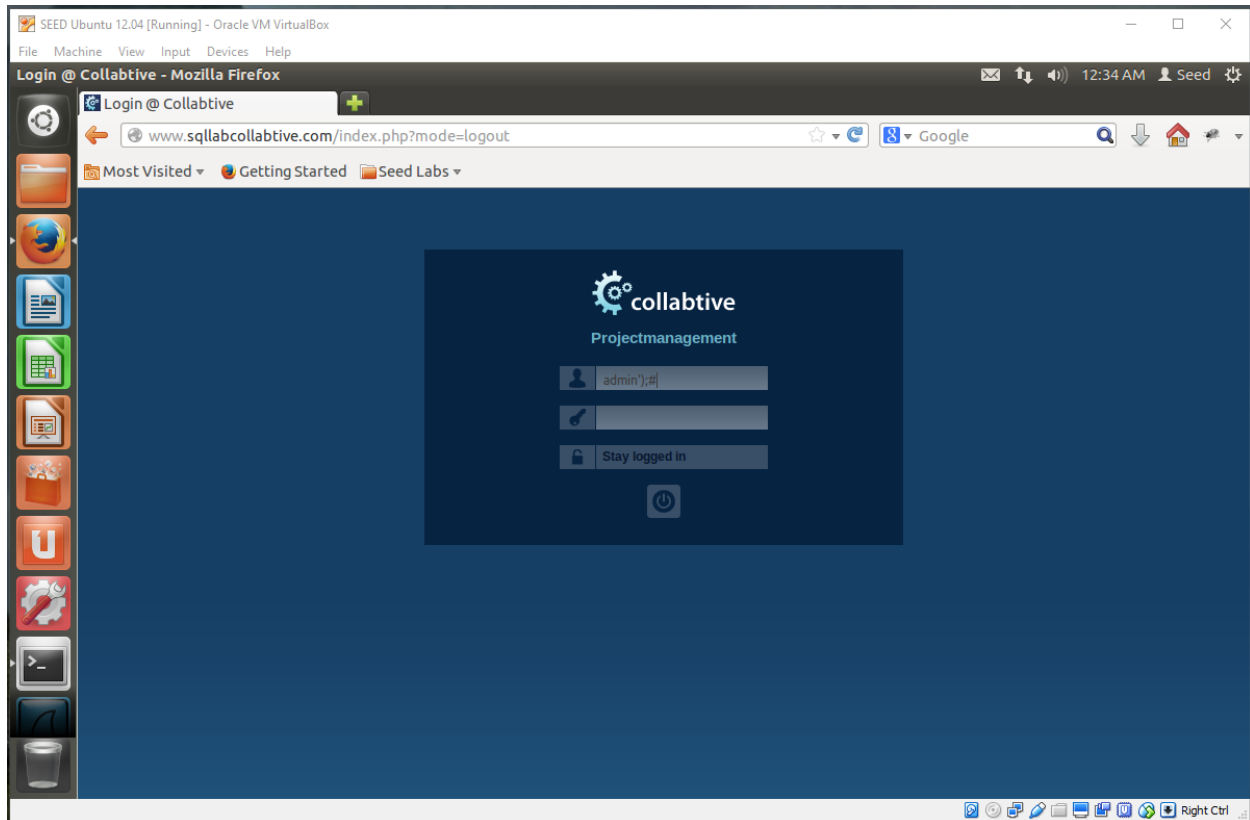 SEED Ubuntu 12.04 [Running] - Oracle VM VirtualBox
File Machine View Input Devices Help
Login @ Collabtive - Mozilla Firefox 12:34 AM Seed
Login @ Collabtive
www.sqllabcollabtive.com/index.php?mode=logout 8 Google
Most Visited Getting Started Seed Labs
collabtive
Projectmanagement
admin');#
Stay logged in
Right Ctrl